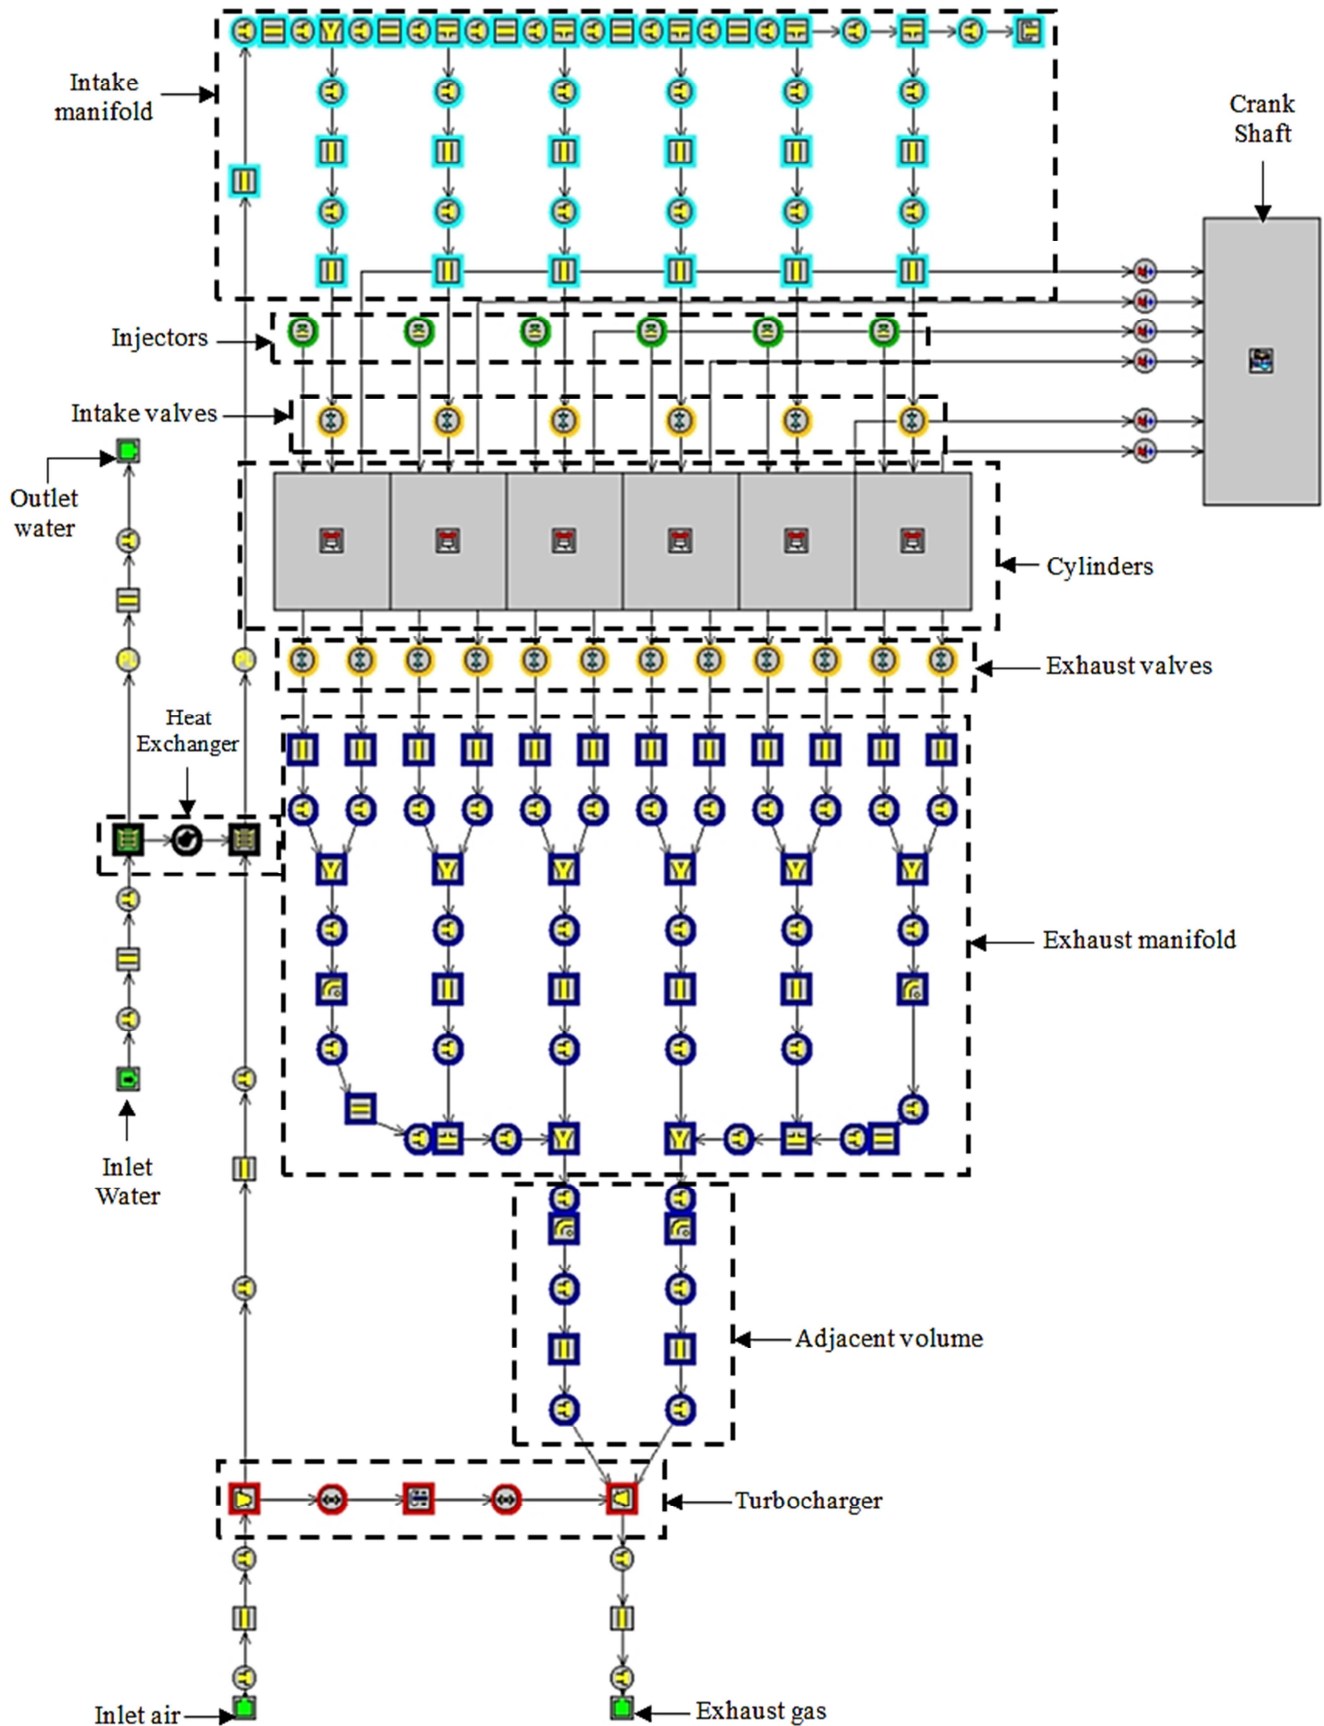 Intake
manifold
Crank
Shaft
Injectors
Intake valves
Outlet
water
Cylinders
Exhaust valves
Heat
Exchanger
Exhaust manifold
Inlet
Water
Adjacent volume
Turbocharger
Inlet air
Exhaust gas